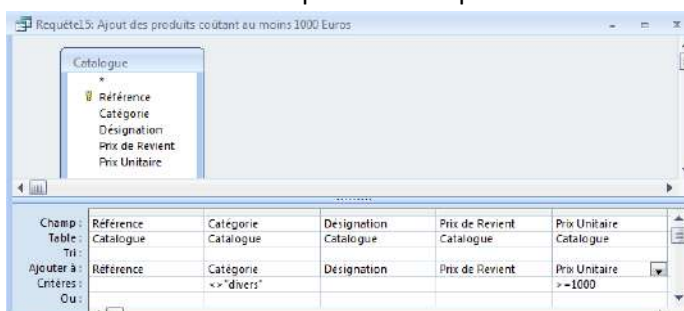 Requête15: Ajout des produits coûtant au moins 1000 Euros
Catalogue
*
Référence
Catégorie
Désignation
Prix de Revient
Prix Unitaire
Champ : Référence Catégorie Désignation Prix de Revient Prix Unitaire
Table : Catalogue Catalogue Catalogue Catalogue Catalogue
Tri :
Ajouter à : Référence Catégorie Désignation Prix de Revient Prix Unitaire
Critères : <>"divers" >=1000
Ou :